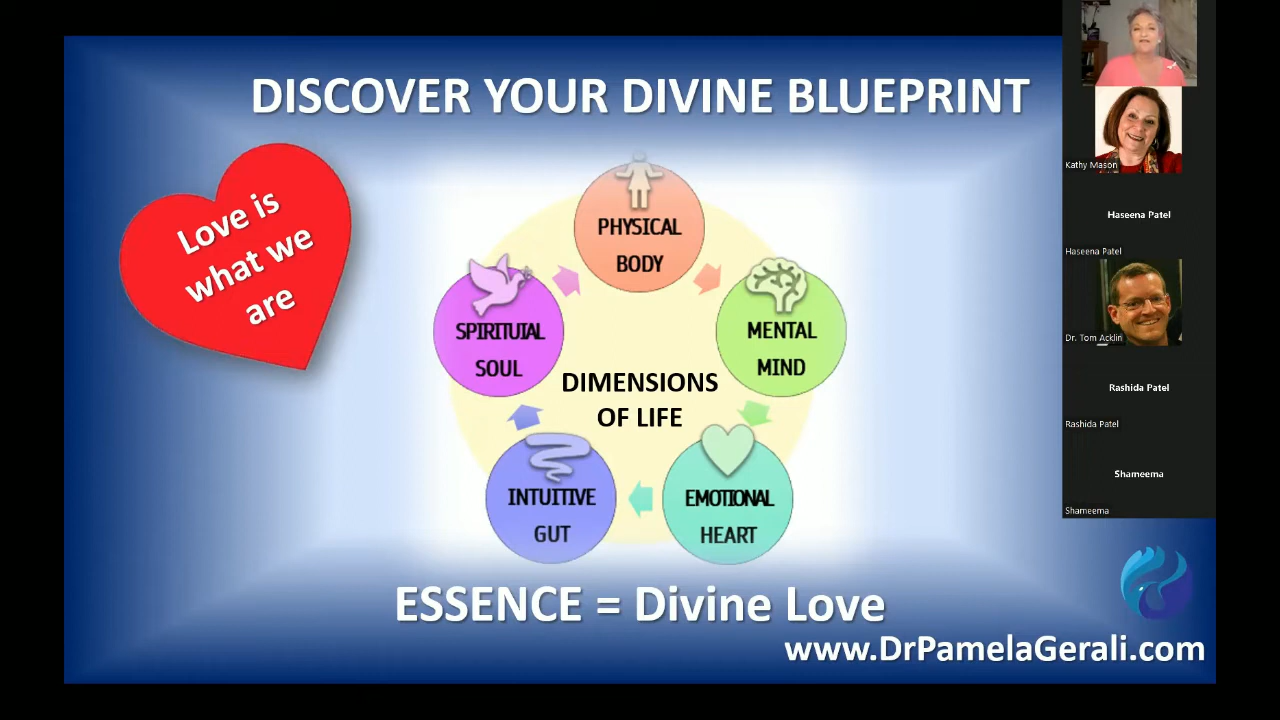 DISCOVER YOUR DIVINE BLUEPRINT
Love is
what we
are
PHYSICAL
BODY
MENTAL
MIND
EMOTIONAL
HEART
INTUITIVE
GUT
SPIRITUIAL
SOUL
DIMENSIONS
OF LIFE
ESSENCE = Divine Love
www.DrPamelaGerali.com
Kathy Mason
Haseena Patel
Haseena Patel
Dr. Tom Acklin
Rashida Patel
Rashida Patel
Shameema
Shameema